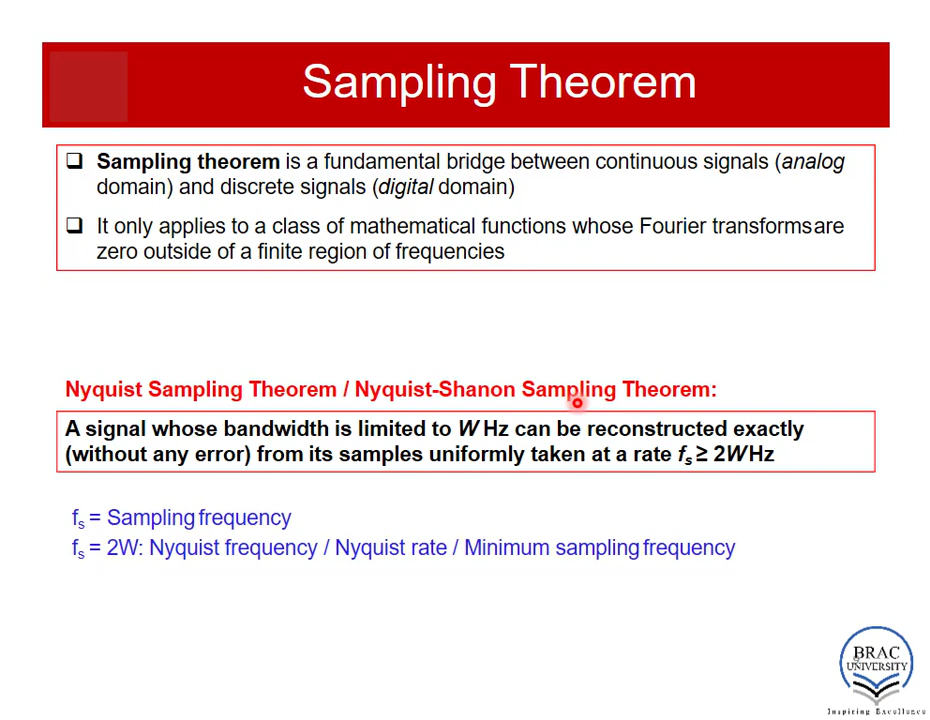 Sampling Theorem
❑ Sampling theorem is a fundamental bridge between continuous signals (analog
domain) and discrete signals (digital domain)
❑ It only applies to a class of mathematical functions whose Fourier transforms are
zero outside of a finite region of frequencies
Nyquist Sampling Theorem / Nyquist-Shanon Sampling Theorem:
A signal whose bandwidth is limited to W Hz can be reconstructed exactly
(without any error) from its samples uniformly taken at a rate fs ≥ 2W Hz
fs = Sampling frequency
fs = 2W: Nyquist frequency / Nyquist rate / Minimum sampling frequency
BRAC
UNIVERSITY
Inspiring Excellence